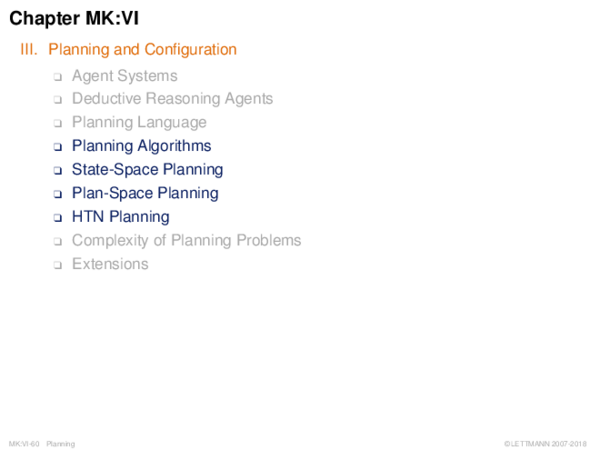 Chapter MK:VI
III. Planning and Configuration
❑ Agent Systems
❑ Deductive Reasoning Agents
❑ Planning Language
❑ Planning Algorithms
❑ State-Space Planning
❑ Plan-Space Planning
❑ HTN Planning
❑ Complexity of Planning Problems
❑ Extensions
MK:VI-60 Planning ©LETTMANN 2007-2018